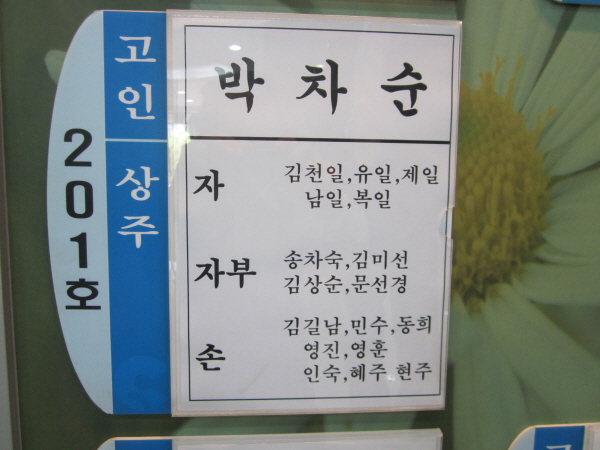 201호
고인
박차순
상주
자
김천일,유일,제일
남일,복일
자부
송차숙,김미선
김상순,문선경
손
김길남,민수,동희
영진,영훈
인숙,혜주 현주